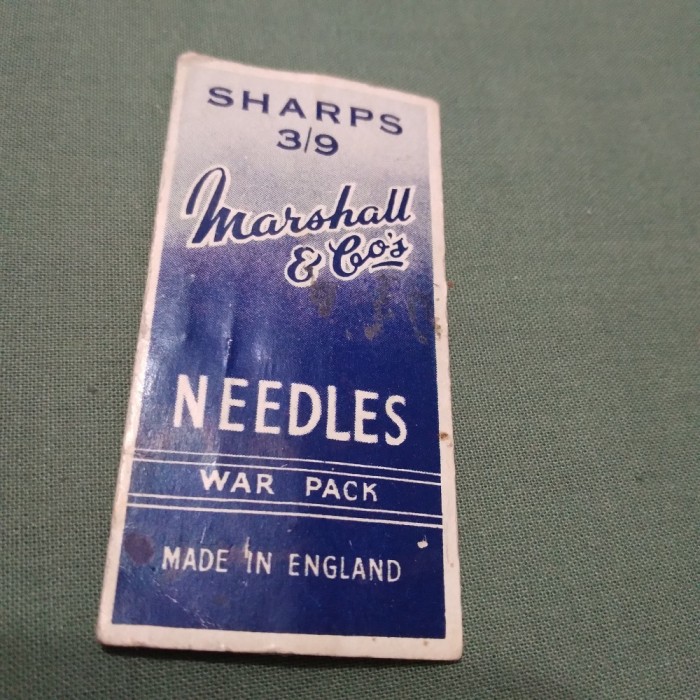 SHARPS
3/9
Marshall
& Co's
NEEDLES
WAR PACK
MADE IN ENGLAND